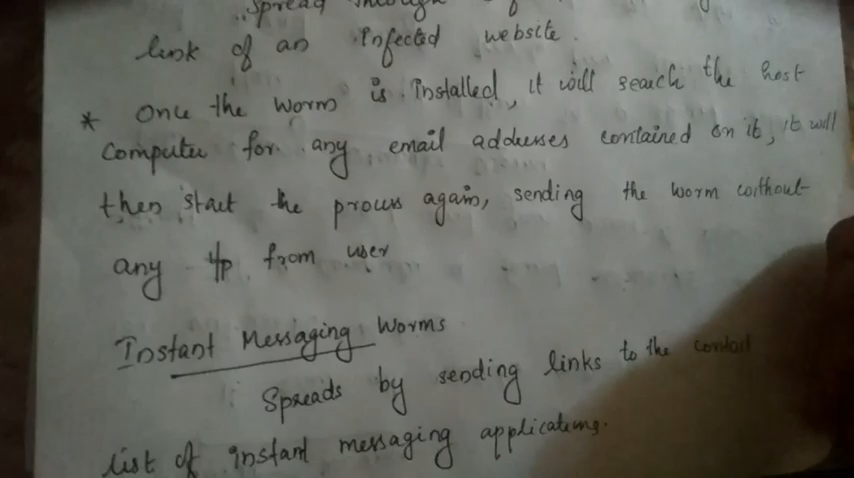 Spread through
link of an Infected website.
* Once the worm is installed, it will search the host
computer for any email addresses contained on it, it will
then start the process again, sending the worm without
any i/p from user
Instant Messaging Worms
Spreads by sending links to the contact
list of instant messaging applications.